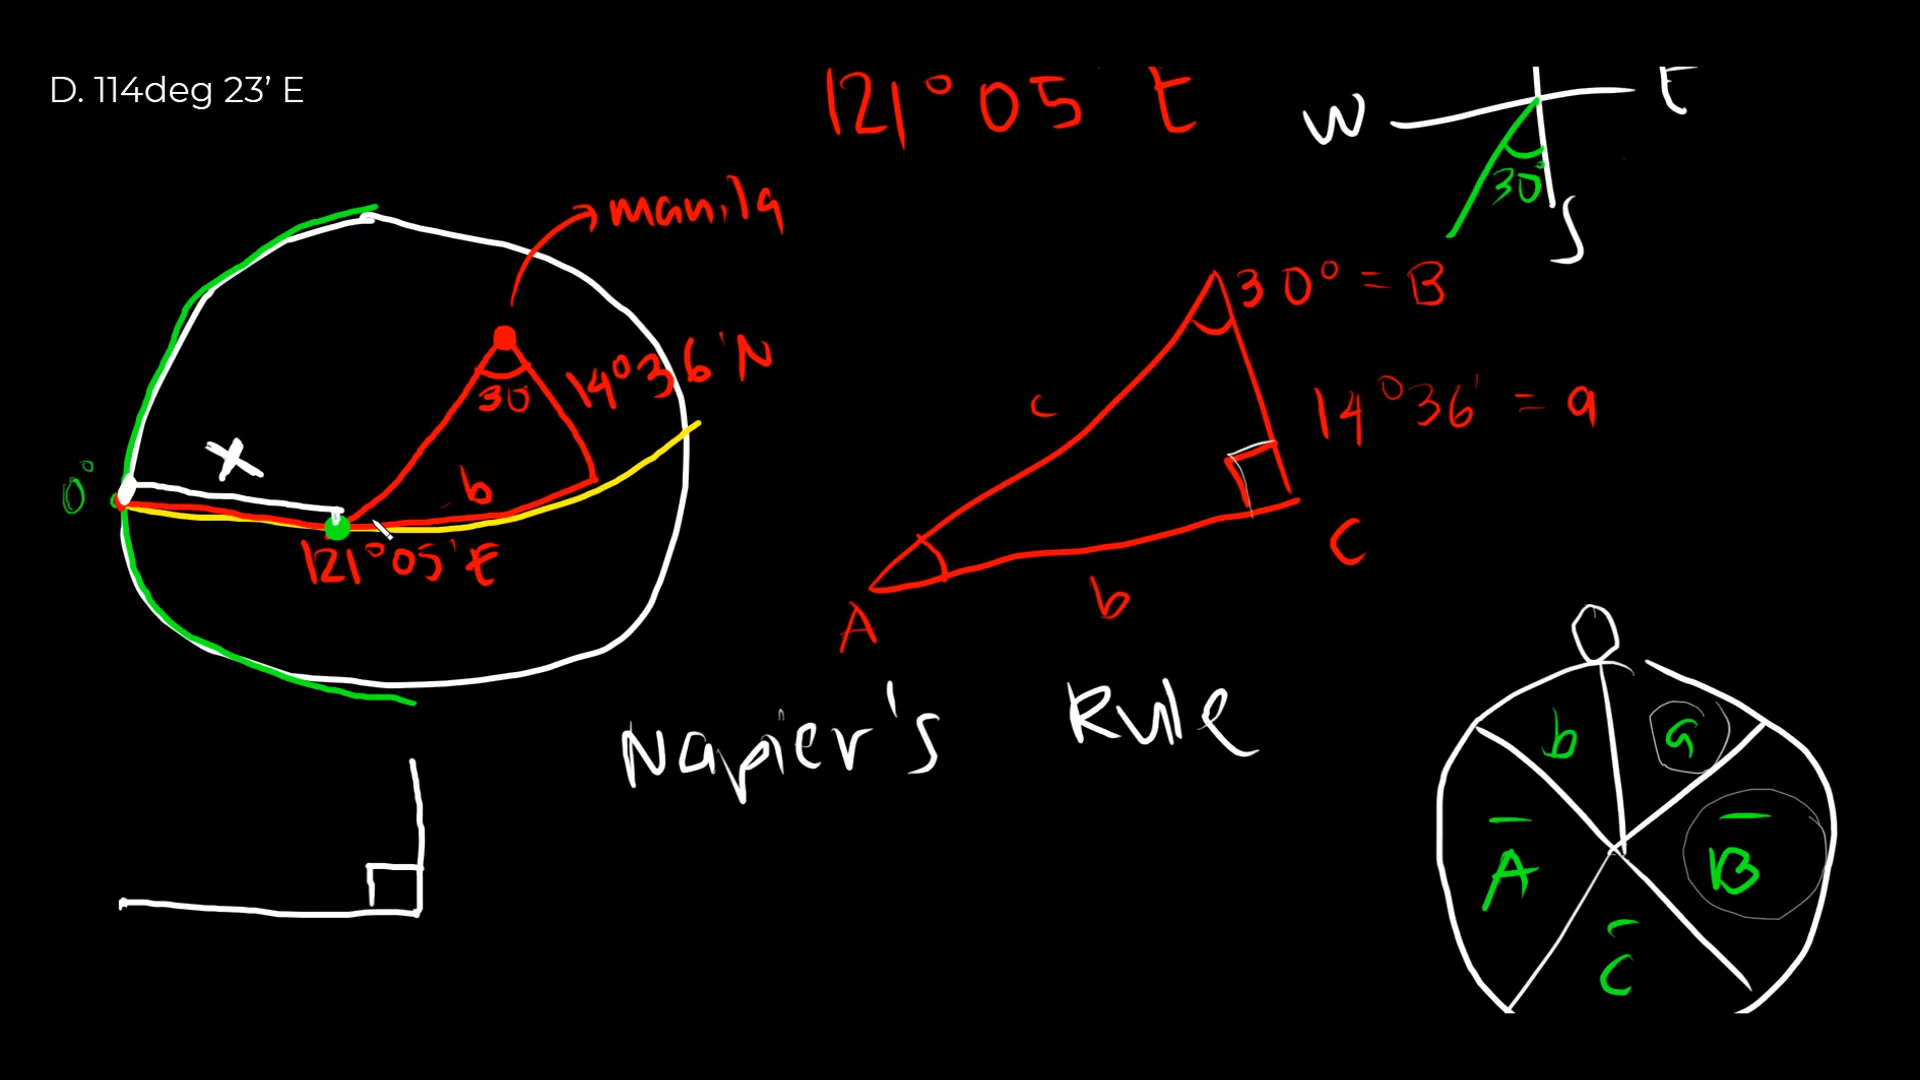 D. 114deg 23’ E
121° 05' E
W
E
30°
S
manila
30° = B
14° 36' N
30
14° 36' = a
c
x
0°
b
121° 05' E
C
b
A
Napier's Rule
b
a
A̅
B̅
c̅